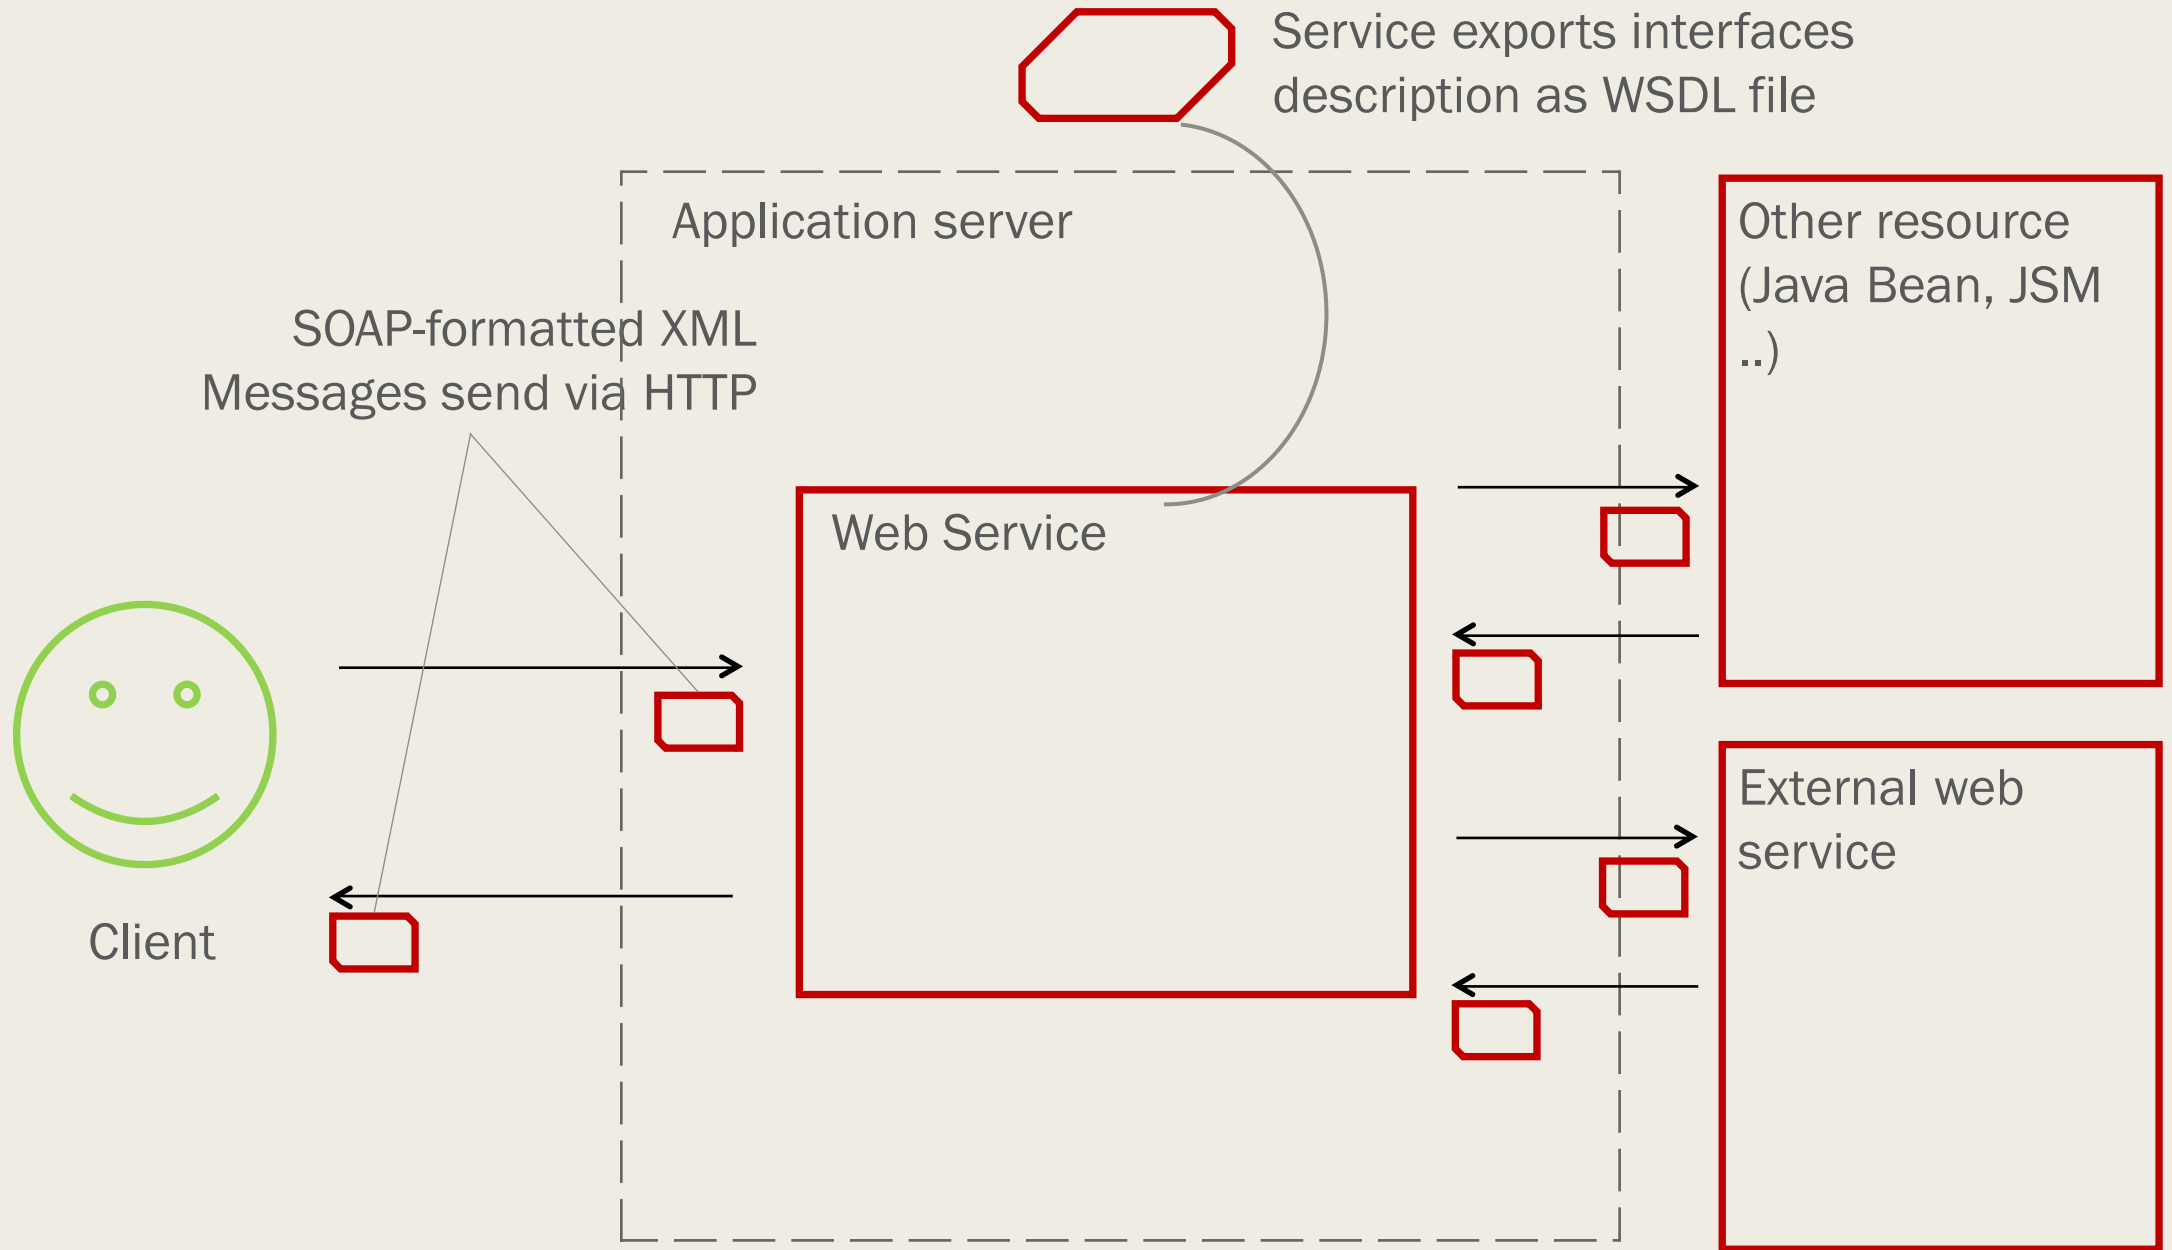 Service exports interfaces
description as WSDL file
Application server
Other resource
(Java Bean, JSM
..)
SOAP-formatted XML
Messages send via HTTP
Web Service
External web
service
Client